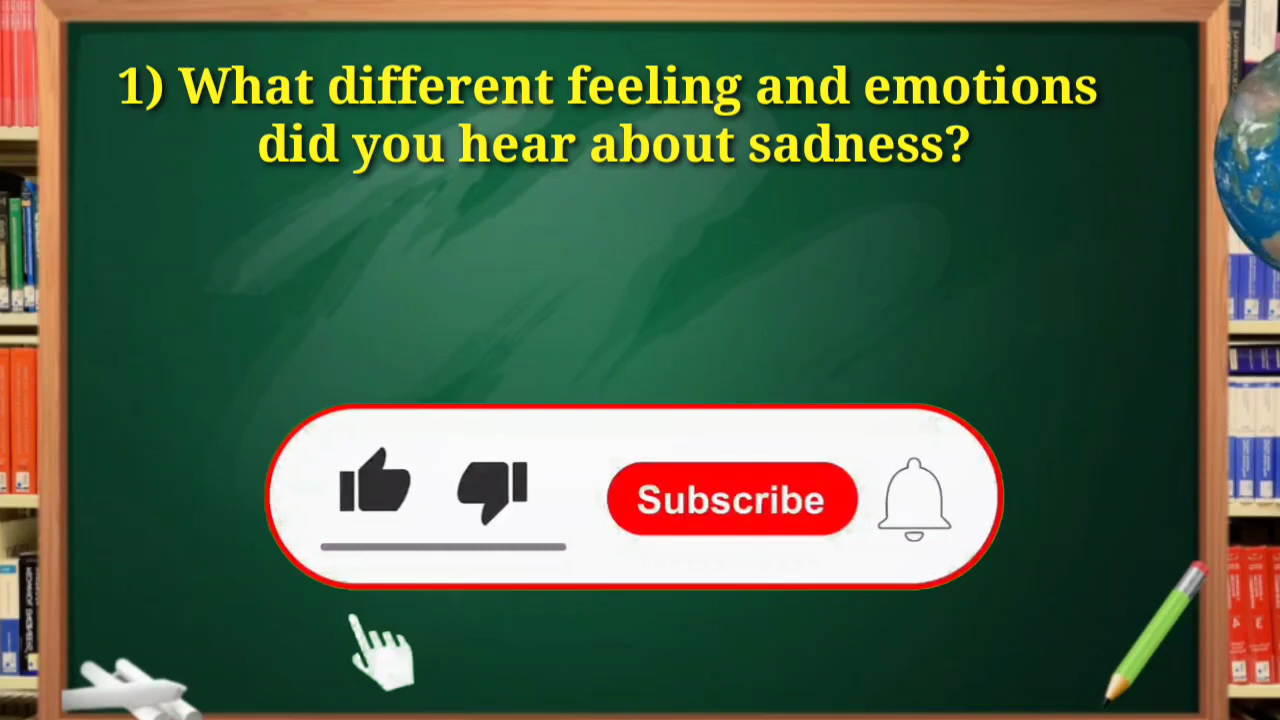 1) What different feeling and emotions
did you hear about sadness?
Subscribe